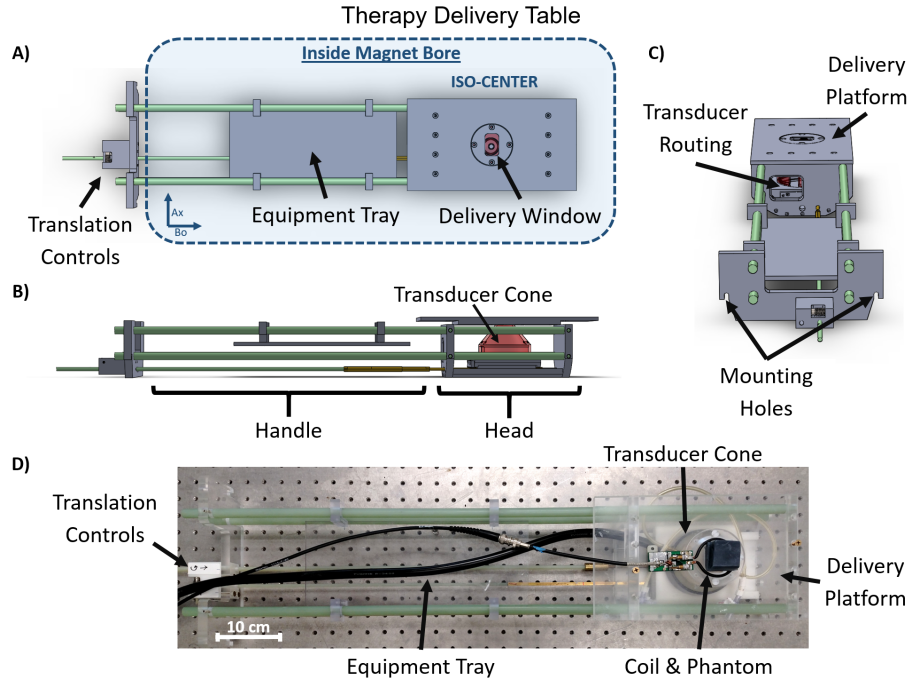 Therapy Delivery Table
A)
Inside Magnet Bore
ISO-CENTER
Ax
Bo
Translation
Controls
Equipment Tray
Delivery Window
C)
Delivery
Platform
Transducer
Routing
Mounting
Holes
B)
Transducer Cone
Handle
Head
D)
Transducer Cone
Translation
Controls
Delivery
Platform
10 cm
Equipment Tray
Coil & Phantom